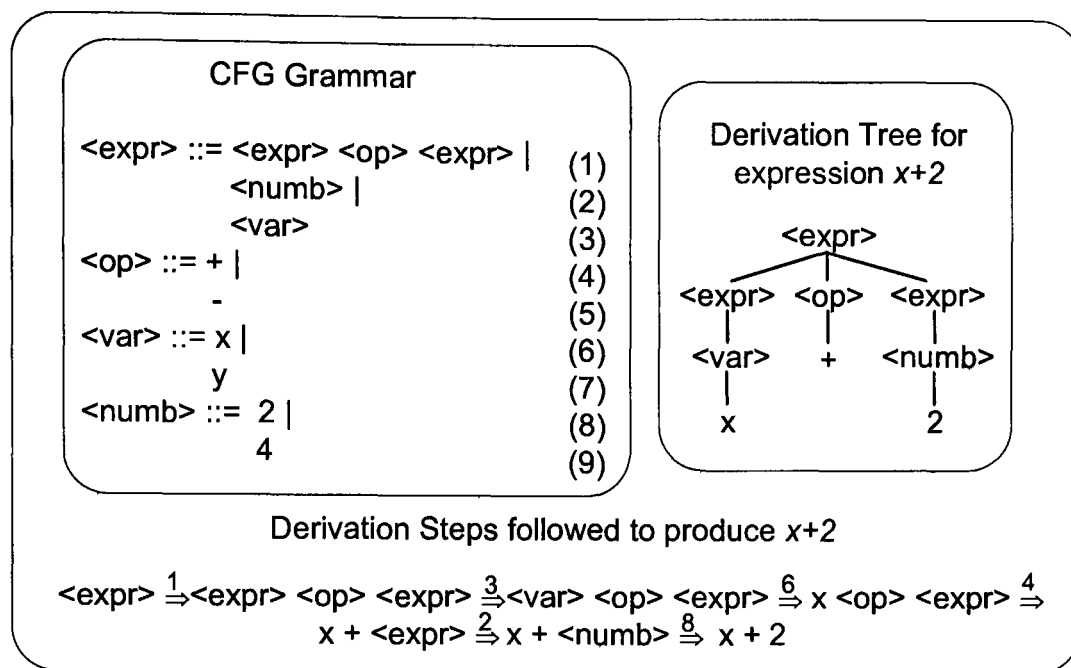 CFG Grammar
<expr> ::= <expr> <op> <expr> | (1)
<numb> | (2)
<var> (3)
<op> ::= + | (4)
- (5)
<var> ::= x | (6)
y (7)
<numb> ::= 2 | (8)
4 (9)
Derivation Tree for
expression x+2
<expr>
<expr> <op> <expr>
<var> + <numb>
x 2
Derivation Steps followed to produce x+2
<expr> 1⇒ <expr> <op> <expr> 3⇒ <var> <op> <expr> 6⇒ x <op> <expr> 4⇒
x + <expr> 2⇒ x + <numb> 8⇒ x + 2